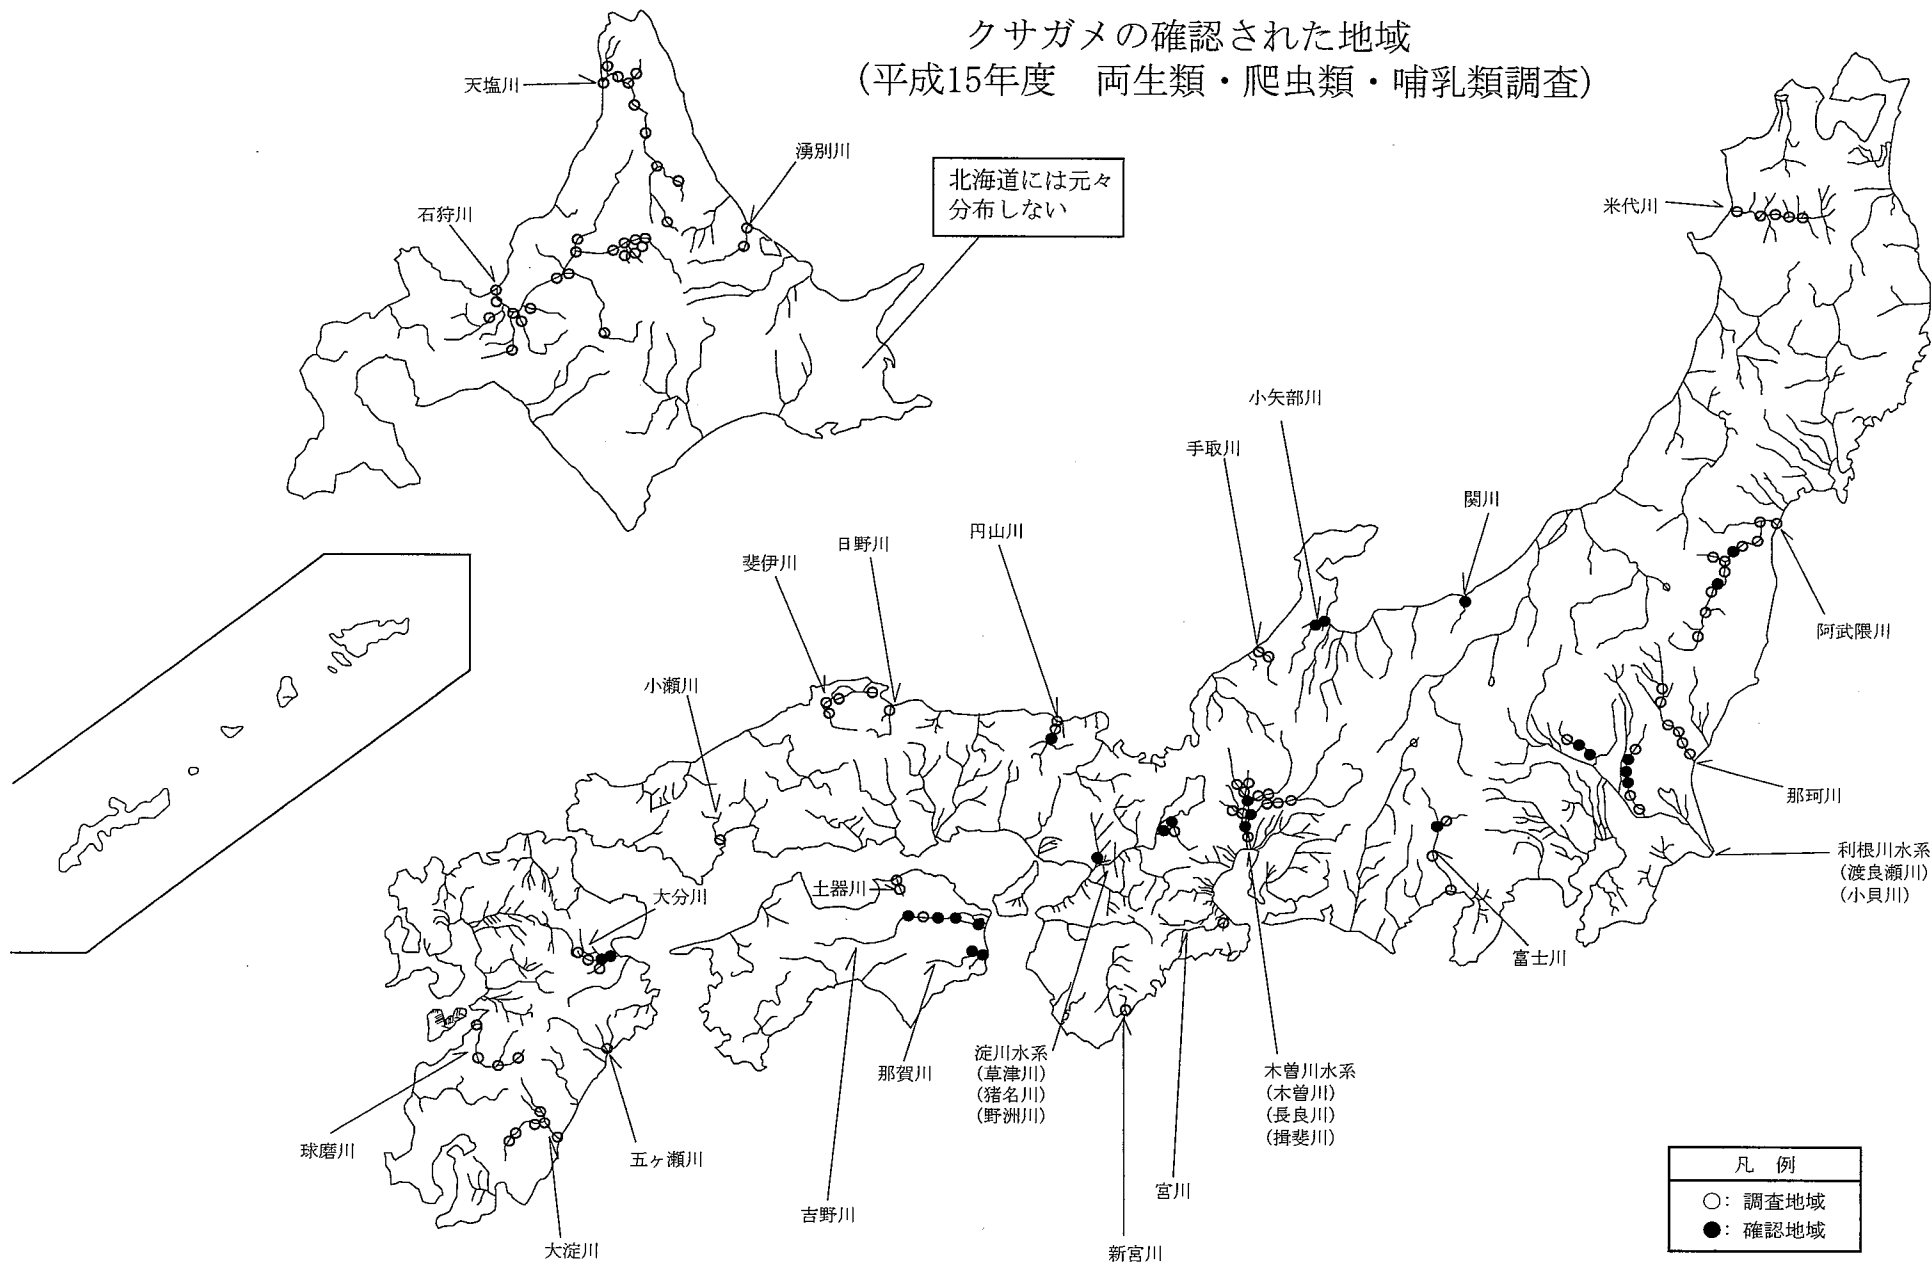 クサガメの確認された地域
(平成15年度　両生類・爬虫類・哺乳類調査)
天塩川
湧別川
北海道には元々
分布しない
石狩川
米代川
小矢部川
手取川
関川
円山川
日野川
斐伊川
阿武隈川
小瀬川
那珂川
利根川水系
(渡良瀬川)
(小貝川)
土器川
大分川
富士川
淀川水系
(草津川)
(猪名川)
(野洲川)
那賀川
木曽川水系
(木曽川)
(長良川)
(揖斐川)
球磨川
五ヶ瀬川
宮川
吉野川
大淀川
新宮川
凡　例
○：調査地域
●：確認地域